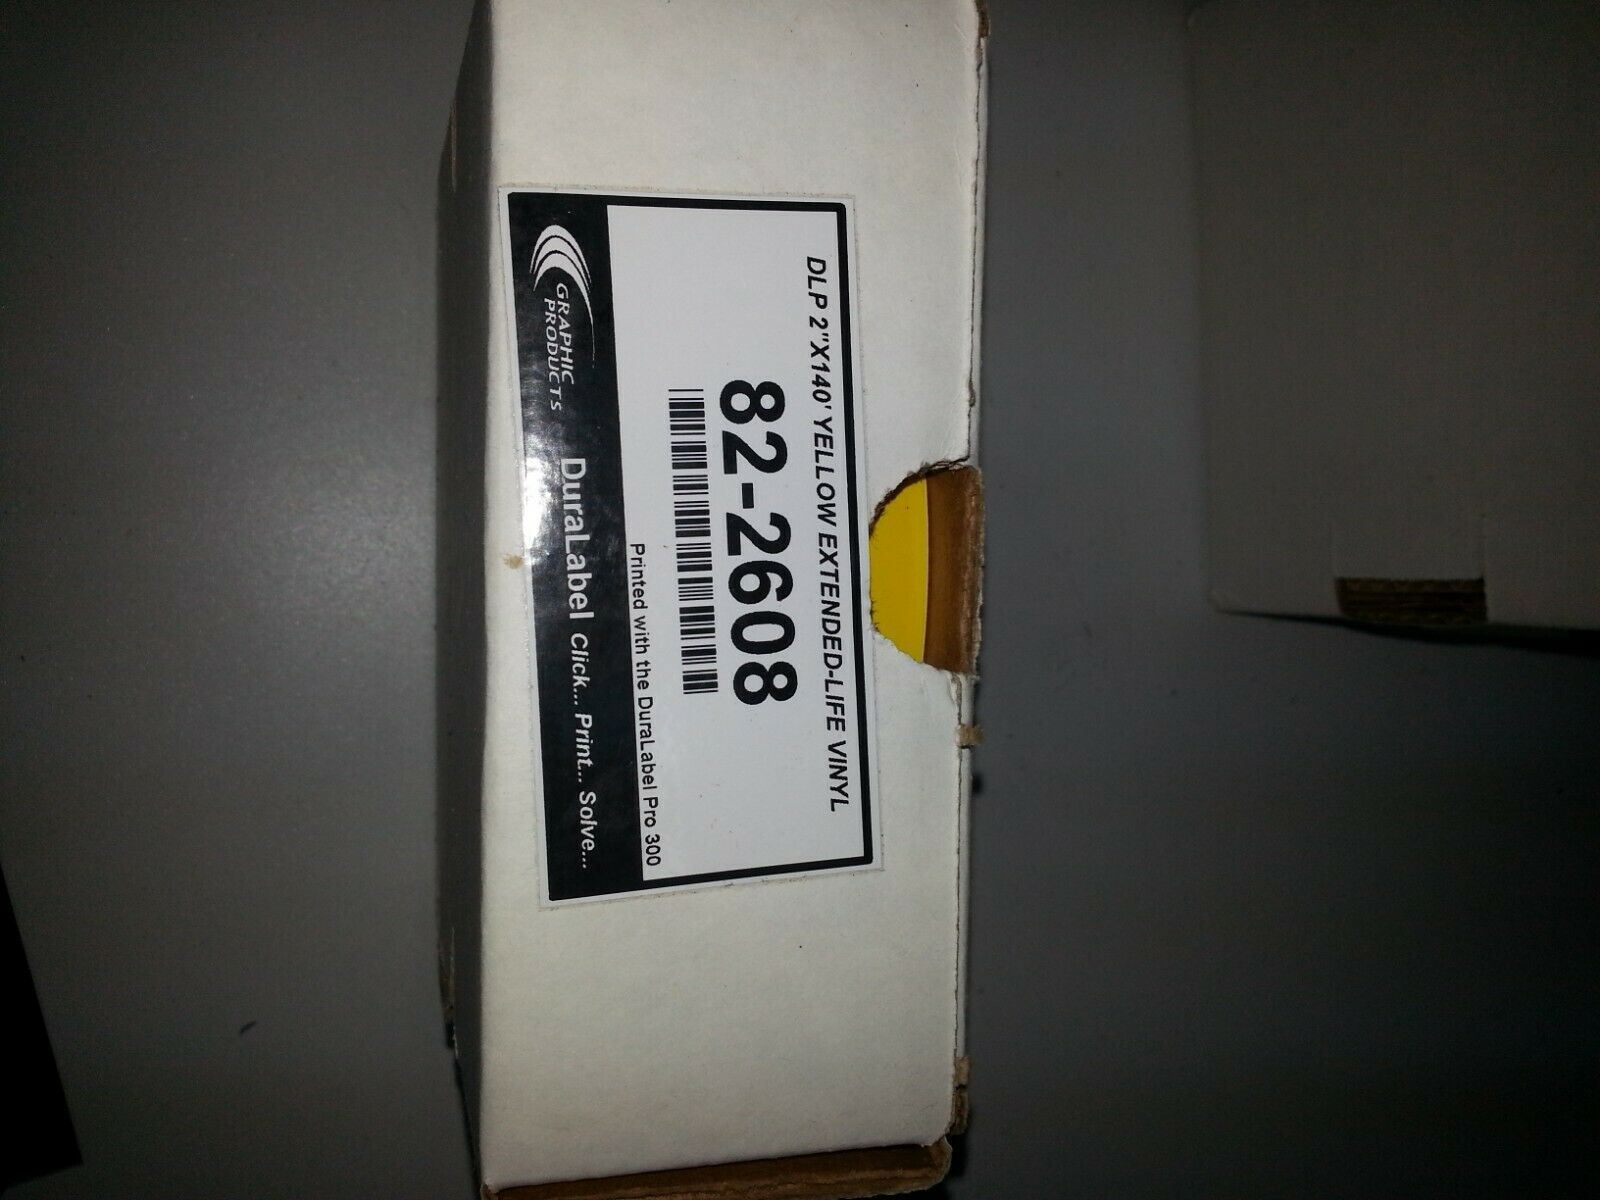 DLP 2"X140' YELLOW EXTENDED-LIFE VINYL
82-2608
Printed with the DuraLabel Pro 300
GRAPHIC
PRODUCTS
DuraLabel Click... Print... Solve...